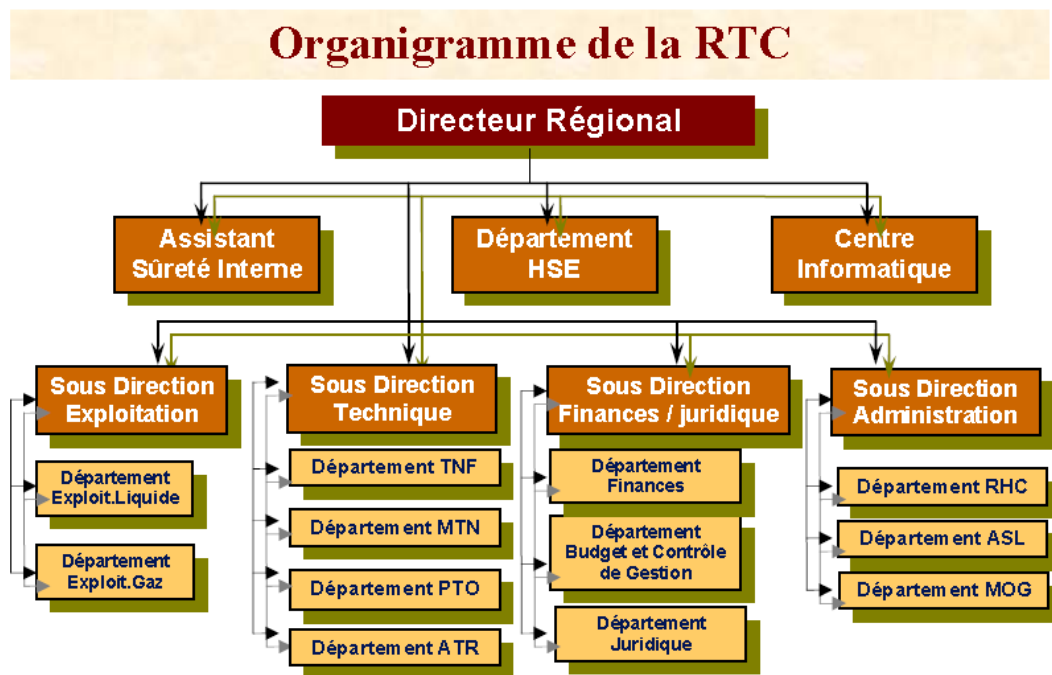 Organigramme de la RTC
Directeur Régional
Assistant
Sûreté Interne
Département
HSE
Centre
Informatique
Sous Direction
Exploitation
Département
Exploit.Liquide
Département
Exploit.Gaz
Sous Direction
Technique
Département TNF
Département MTN
Département PTO
Département ATR
Sous Direction
Finances / juridique
Département
Finances
Département
Budget et Contrôle
de Gestion
Département
Juridique
Sous Direction
Administration
Département RHC
Département ASL
Département MOG